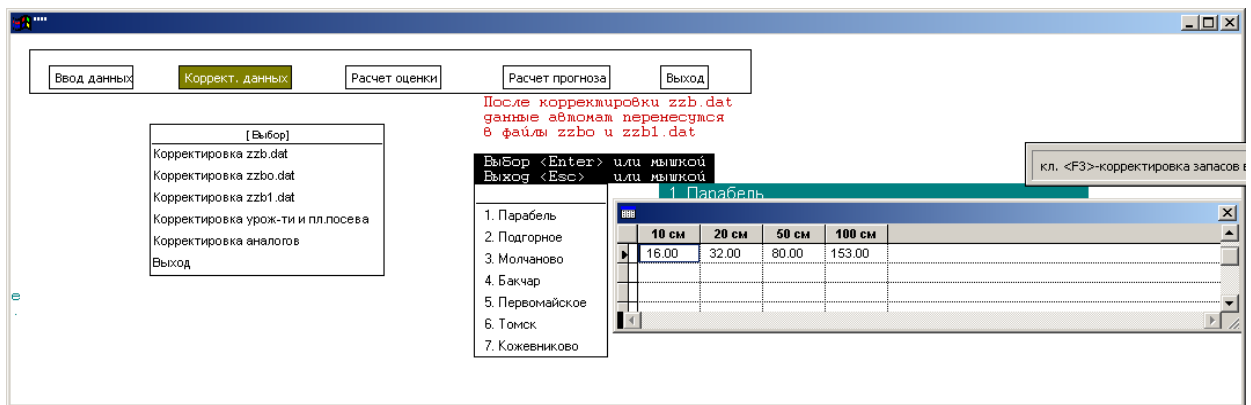 ""
Ввод данных Коррект. данных Расчет оценки Расчет прогноза Выход
После корректировки zzb.dat
данные автомат перенесутся
в файлы zzbo и zzb1.dat
[Выбор]
Корректировка zzb.dat
Корректировка zzbo.dat
Корректировка zzb1.dat
Корректировка урож-ти и пл.посева
Корректировка аналогов
Выход
Выбор <Enter> или мышкой
Выход <Esc> или мышкой
1. Парабель
2. Подгорное
3. Молчаново
4. Бакчар
5. Первомайское
6. Томск
7. Кожевниково
кл. <F3>-корректировка запасов в
1 Парабель
10 см 20 см 50 см 100 см
16.00 32.00 80.00 153.00
е
.